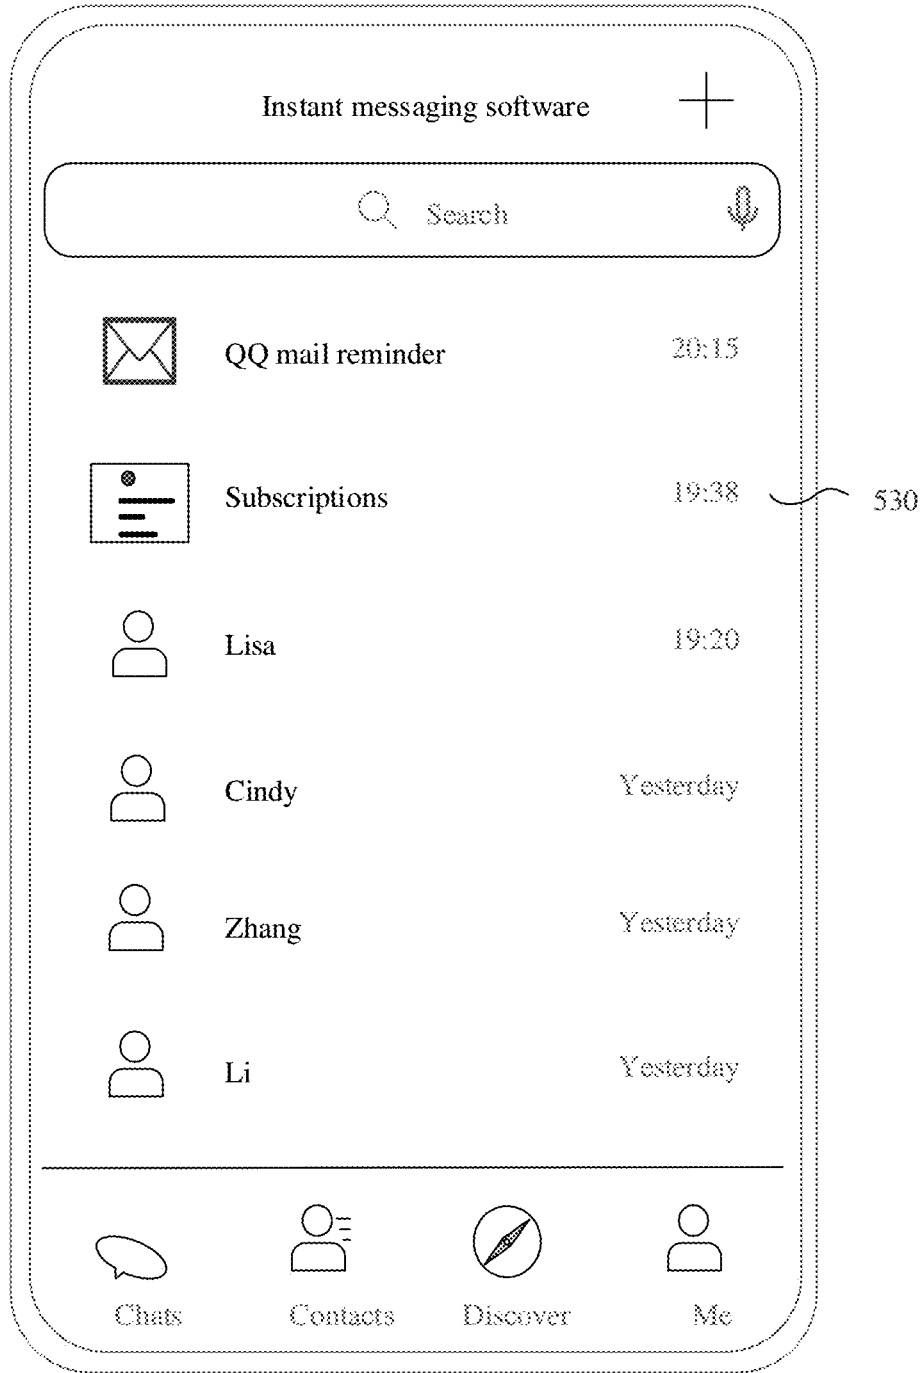 Instant messaging software
Search
QQ mail reminder 20:15
Subscriptions 19:38 530
Lisa 19:20
Cindy Yesterday
Zhang Yesterday
Li Yesterday
Chats Contacts Discover Me